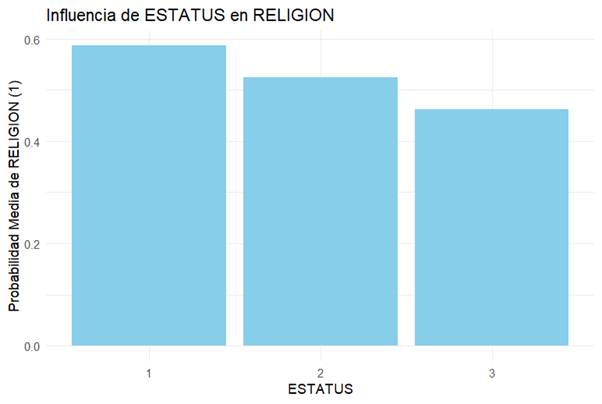 Influencia de ESTATUS en RELIGION
Probabilidad Media de RELIGION (1)
0.6
0.4
0.2
0.0
1 2 3
ESTATUS